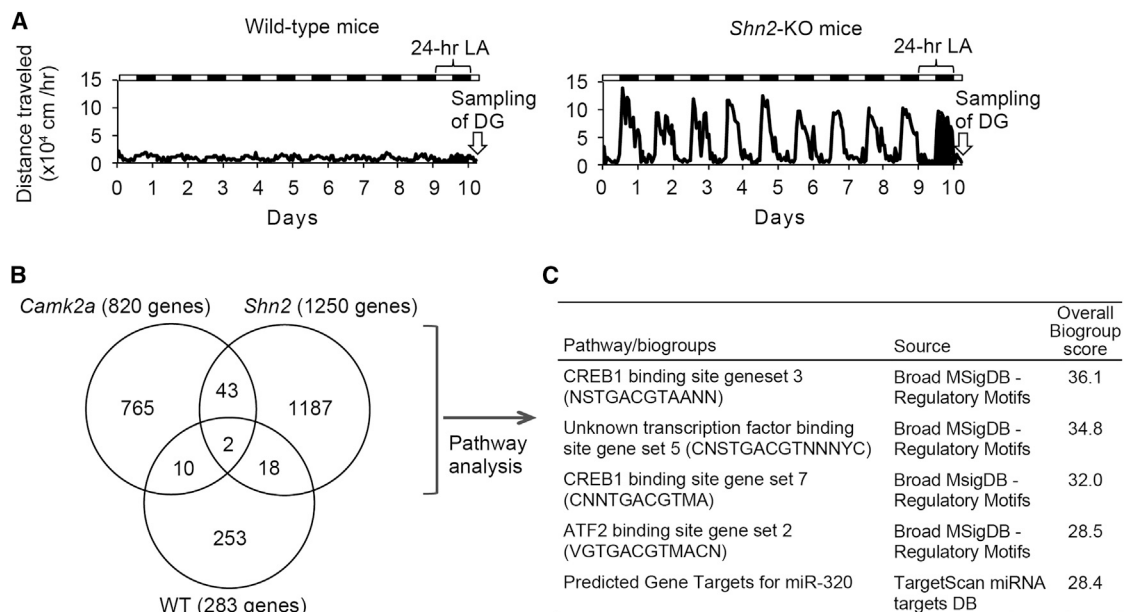 A
Wild-type mice
24-hr LA
Distance traveled
(x10⁴ cm /hr)
15
10
5
0
Sampling
of DG
0 1 2 3 4 5 6 7 8 9 10
Days
Shn2-KO mice
24-hr LA
15
10
5
0
Sampling
of DG
0 1 2 3 4 5 6 7 8 9 10
Days
B
Camk2a (820 genes)
Shn2 (1250 genes)
43
765
1187
2
10
18
253
WT (283 genes)
Pathway
analysis
C
Overall
Biogroup
Pathway/biogroups Source score
CREB1 binding site geneset 3 Broad MSigDB - 36.1
(NSTGACGTAANN) Regulatory Motifs
Unknown transcription factor binding Broad MSigDB - 34.8
site gene set 5 (CNSTGACGTNNNYC) Regulatory Motifs
CREB1 binding site gene set 7 Broad MsigDB - 32.0
(CNNTGACGTMA) Regulatory Motifs
ATF2 binding site gene set 2 Broad MSigDB - 28.5
(VGTGACGTMACN) Regulatory Motifs
Predicted Gene Targets for miR-320 TargetScan miRNA 28.4
targets DB